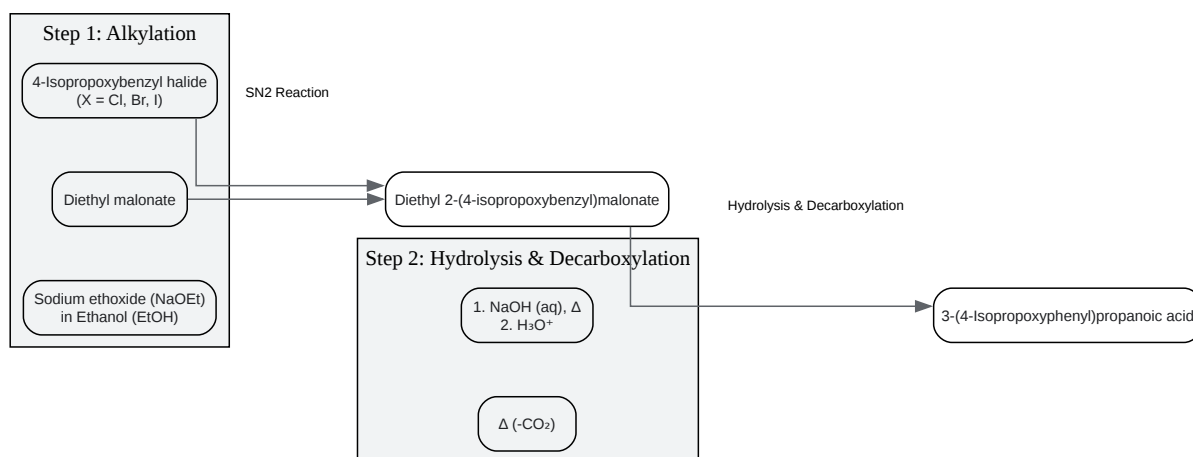 Step 1: Alkylation
4-Isopropoxybenzyl halide
(X = Cl, Br, I)
SN2 Reaction
Diethyl malonate
Diethyl 2-(4-isopropoxybenzyl)malonate
Hydrolysis & Decarboxylation
Sodium ethoxide (NaOEt)
in Ethanol (EtOH)
Step 2: Hydrolysis & Decarboxylation
1. NaOH (aq), Δ
2. H₃O⁺
3-(4-Isopropoxyphenyl)propanoic acid
Δ (-CO₂)